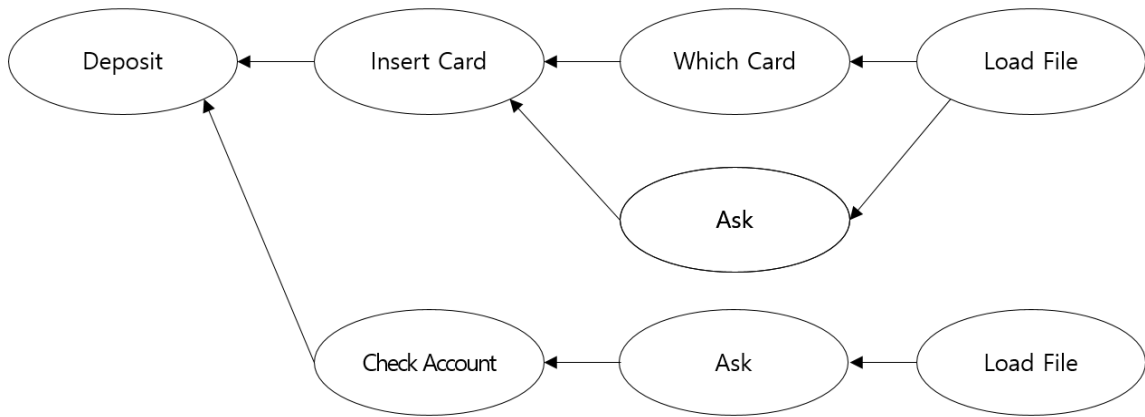 Deposit
Insert Card
Which Card
Load File
Ask
Check Account
Ask
Load File